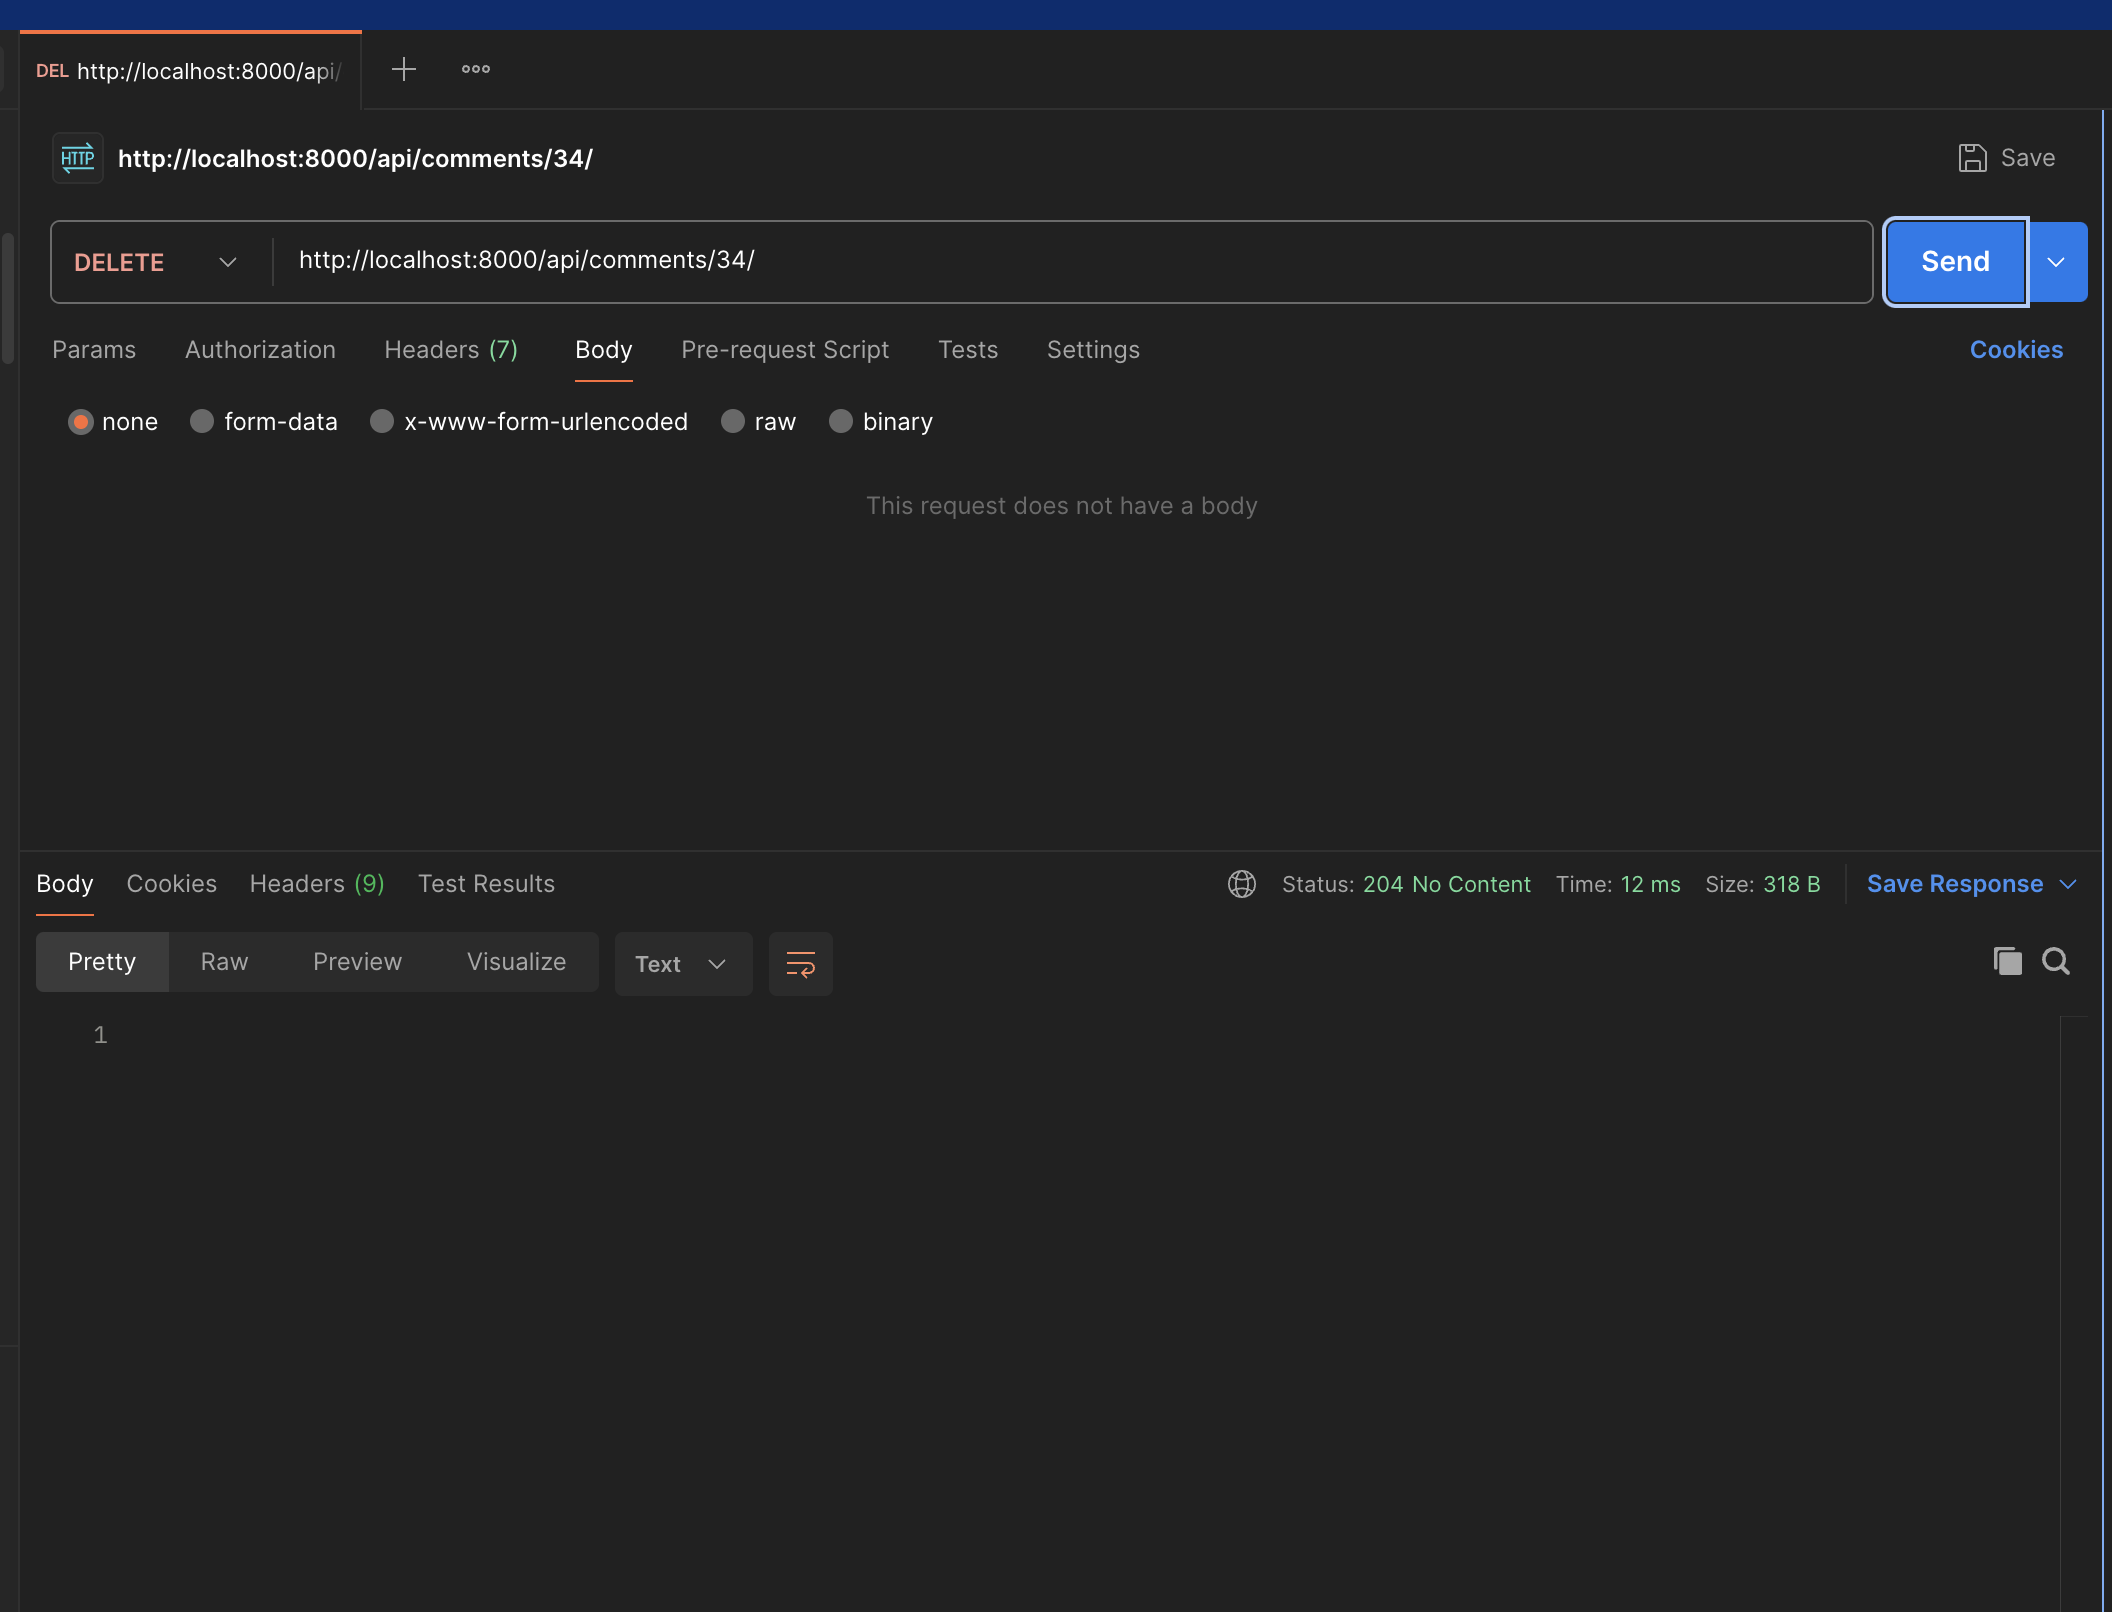 DEL http://localhost:8000/api/
HTTP http://localhost:8000/api/comments/34/ Save
DELETE http://localhost:8000/api/comments/34/ Send
Params Authorization Headers (7) Body Pre-request Script Tests Settings Cookies
none form-data x-www-form-urlencoded raw binary
This request does not have a body
Body Cookies Headers (9) Test Results Status: 204 No Content Time: 12 ms Size: 318 B Save Response
Pretty Raw Preview Visualize Text
1